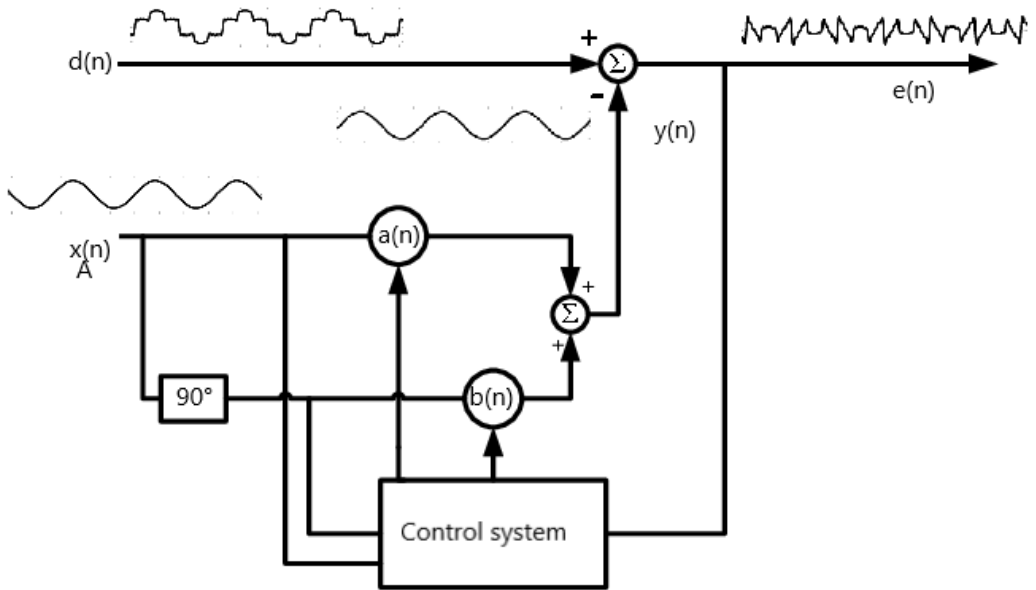 d(n)
+
Σ
-
e(n)
y(n)
x(n)
A
a(n)
+
Σ
+
90°
b(n)
Control system